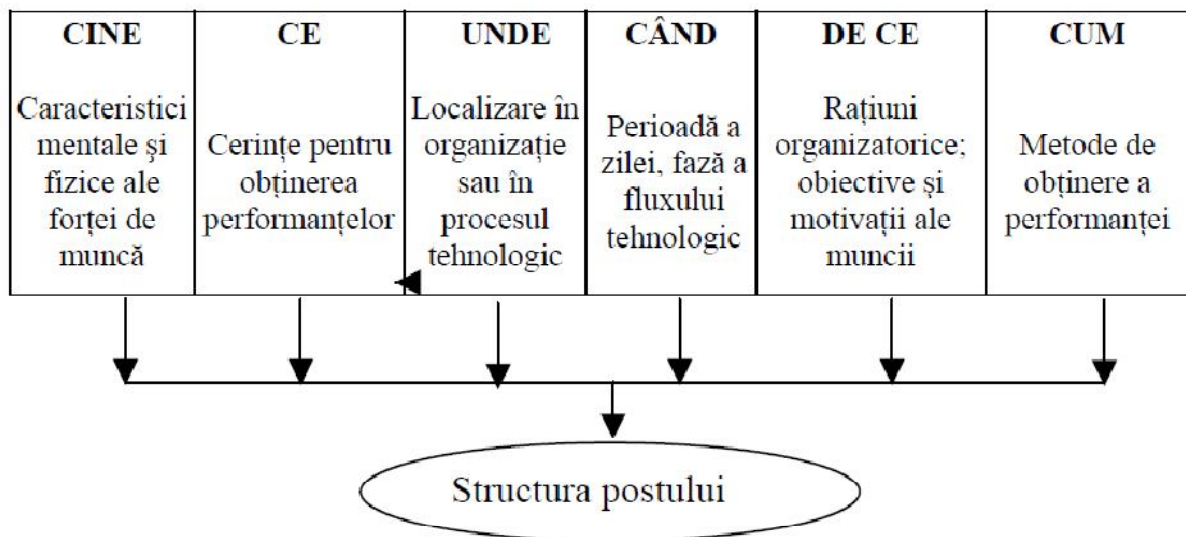 CINE
Caracteristici
mentale şi
fizice ale
forței de
muncă
CE
Cerințe pentru
obținerea
performanțelor
UNDE
Localizare în
organizație
sau în
procesul
tehnologic
CÂND
Perioadă a
zilei, fază a
fluxului
tehnologic
DE CE
Rațiuni
organizatorice;
obiective și
motivații ale
muncii
CUM
Metode de
obținere a
performanței
Structura postului